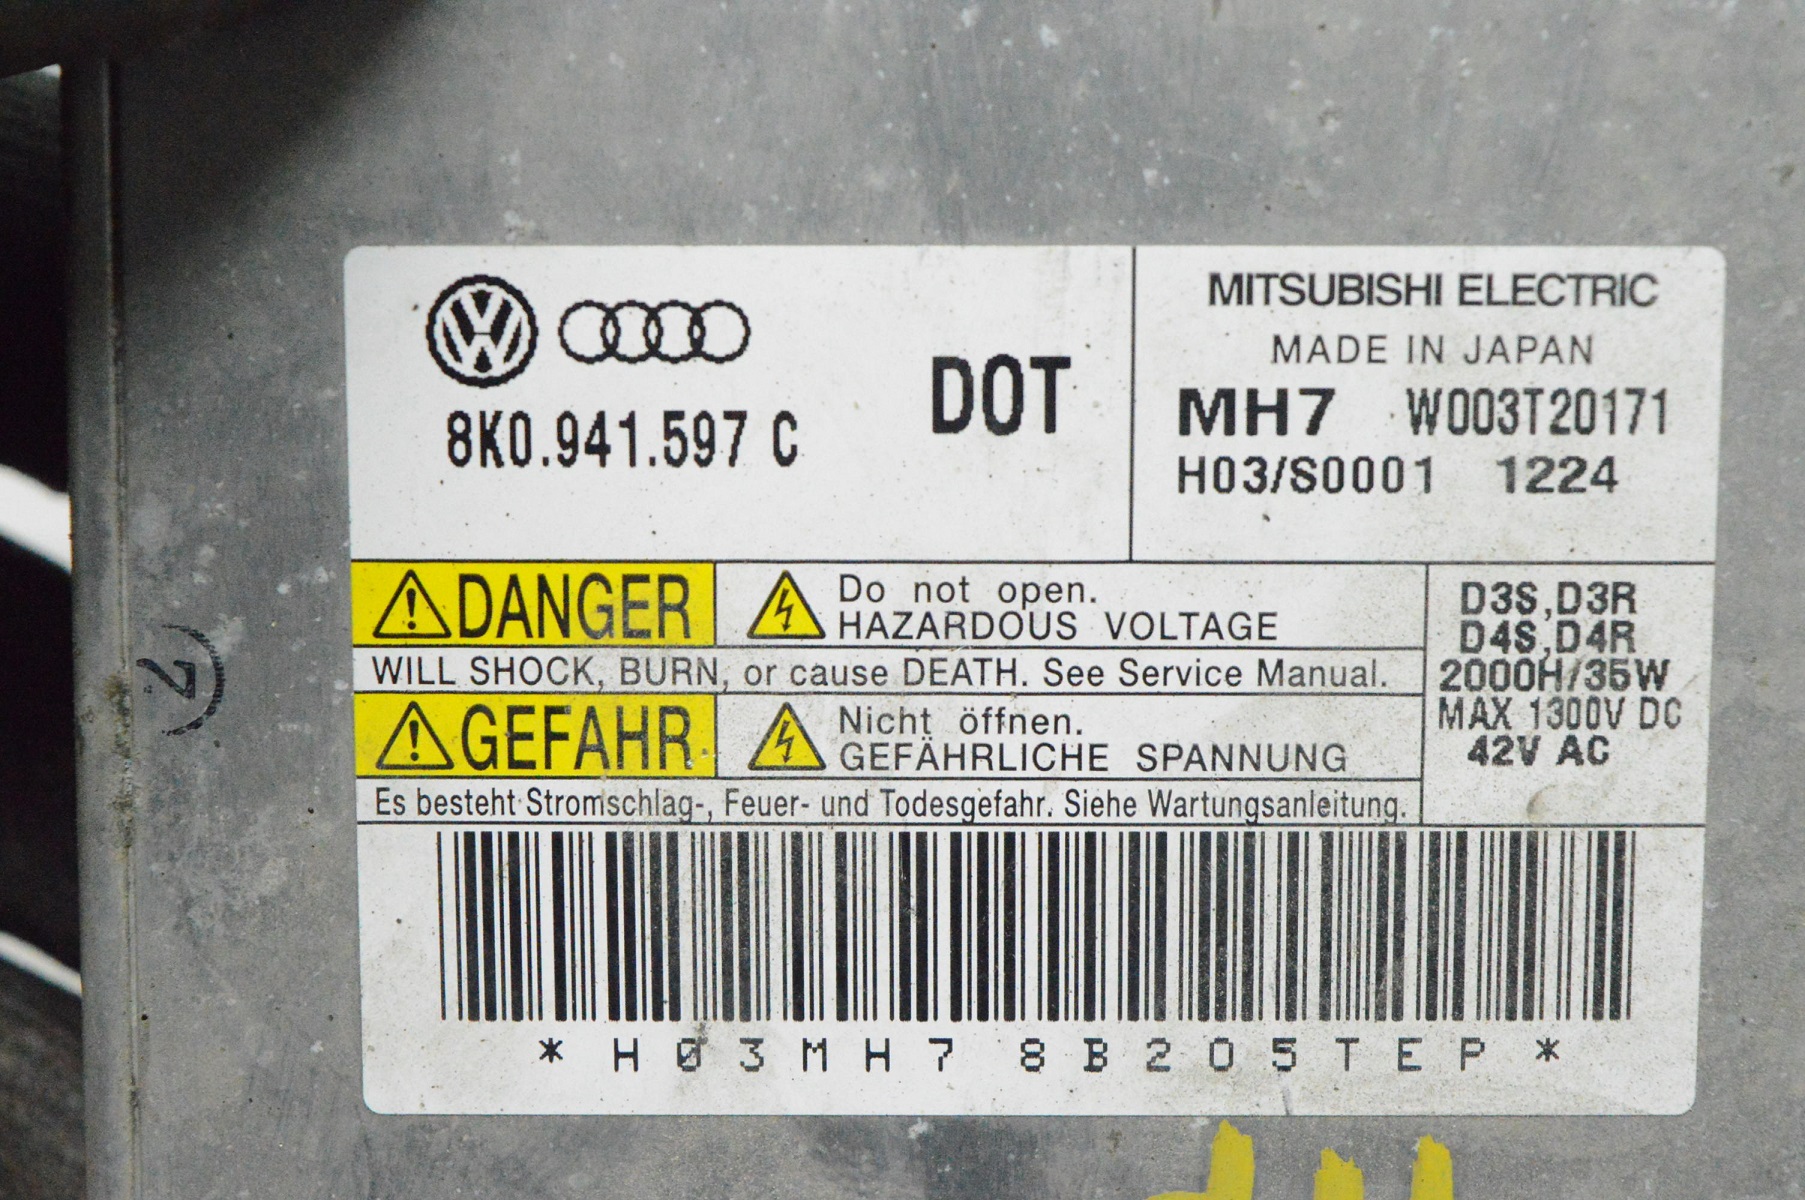 8K0.941.597 C
DOT
MITSUBISHI ELECTRIC
MADE IN JAPAN
MH7 W003T20171
H03/S0001 1224
DANGER
Do not open.
HAZARDOUS VOLTAGE
WILL SHOCK, BURN, or cause DEATH. See Service Manual.
GEFAHR
Nicht öffnen.
GEFÄHRLICHE SPANNUNG
Es besteht Stromschlag-, Feuer- und Todesgefahr. Siehe Wartungsanleitung.
D3S,D3R
D4S,D4R
2000H/35W
MAX 1300V DC
42V AC
*H03MH78B205TEP*